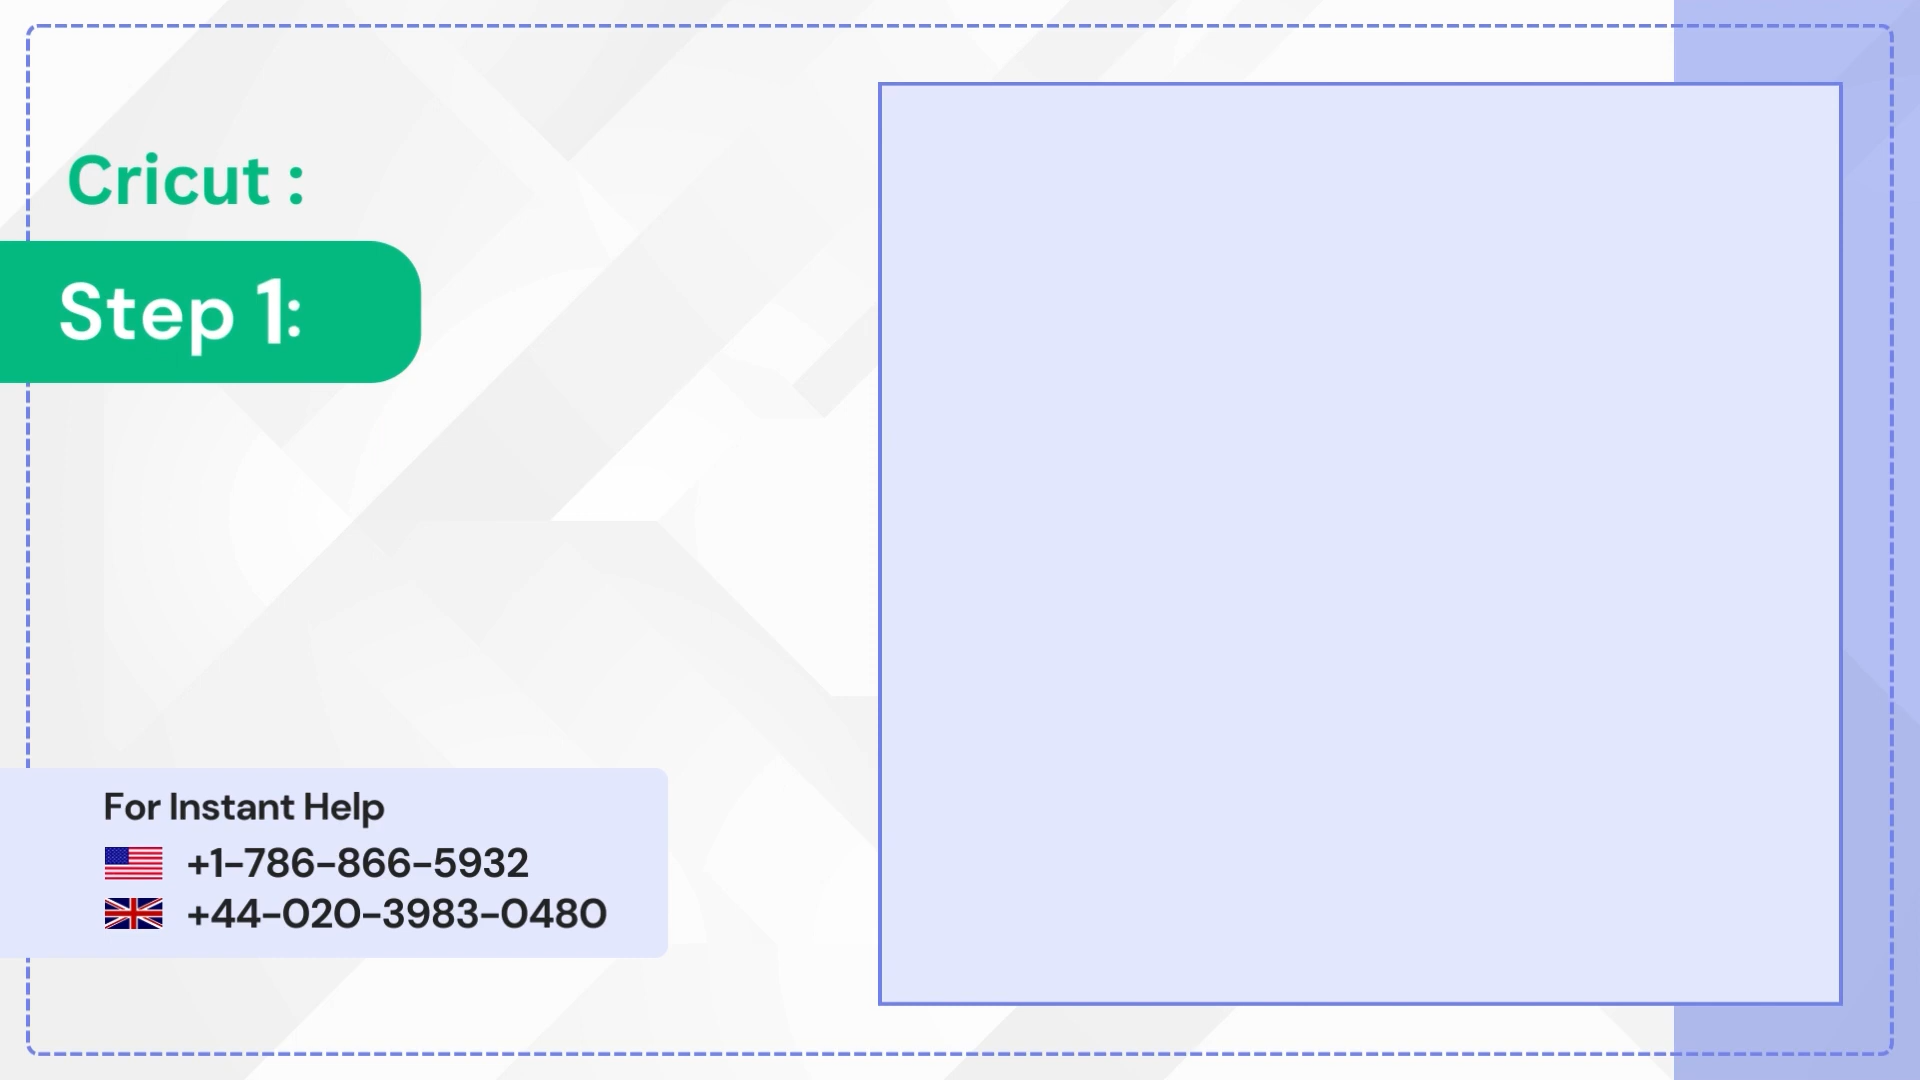 Cricut :
Step 1:
For Instant Help
+1-786-866-5932
+44-020-3983-0480